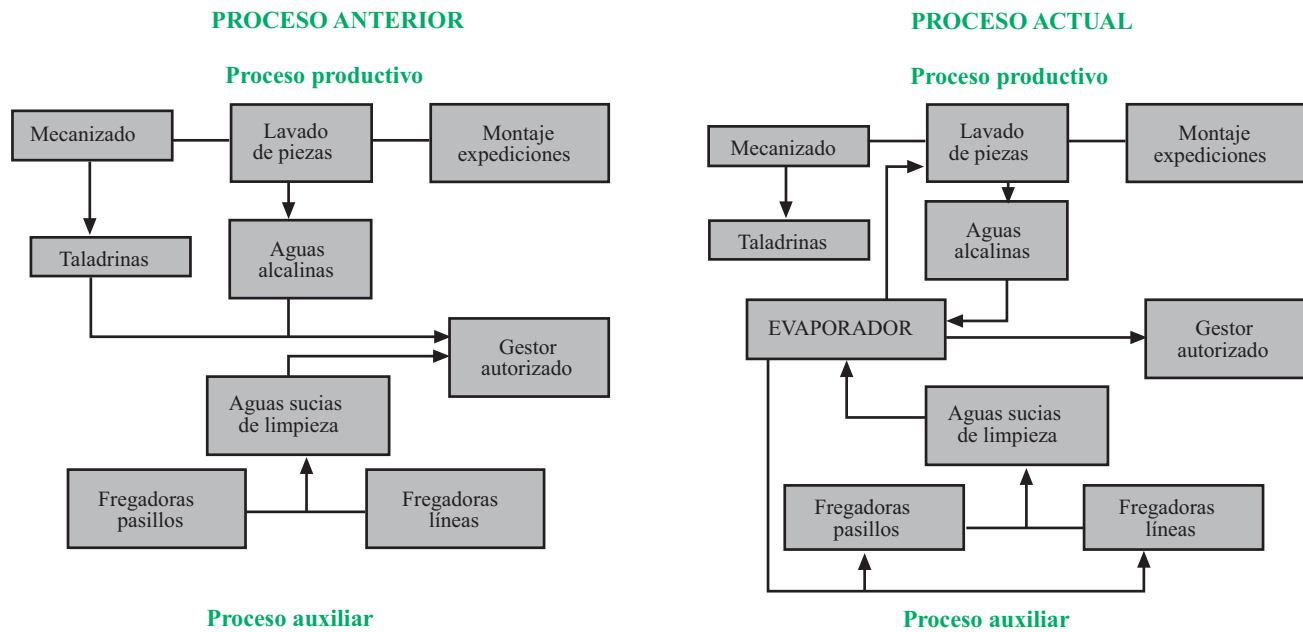 PROCESO ANTERIOR
Proceso productivo
Mecanizado
Lavado
de piezas
Montaje
expediciones
Taladrinas
Aguas
alcalinas
Gestor
autorizado
Aguas sucias
de limpieza
Fregadoras
pasillos
Fregadoras
líneas
Proceso auxiliar
PROCESO ACTUAL
Proceso productivo
Mecanizado
Lavado
de piezas
Montaje
expediciones
Taladrinas
Aguas
alcalinas
EVAPORADOR
Gestor
autorizado
Aguas sucias
de limpieza
Fregadoras
pasillos
Fregadoras
líneas
Proceso auxiliar